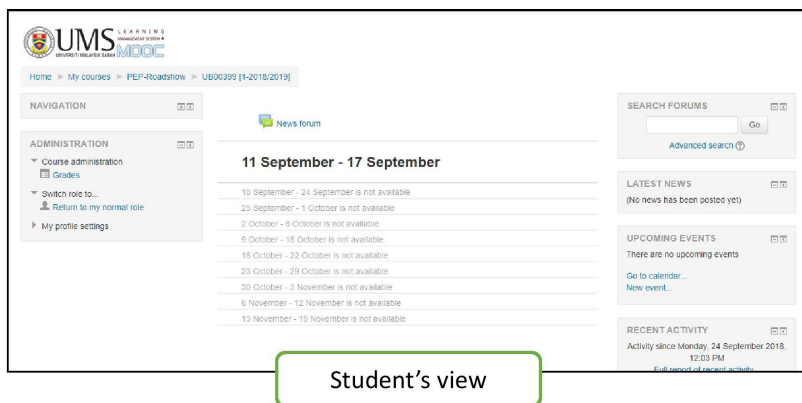 UMS LEARNING MANAGEMENT SYSTEM & MOOC
UNIVERSITI MALAYSIA SABAH
Home ► My courses ► PEP-Roadshow ► UB00399 [1-2018/2019]
NAVIGATION
ADMINISTRATION
Course administration
Grades
Switch role to...
Return to my normal role
My profile settings
News forum
11 September - 17 September
18 September - 24 September is not available
25 September - 1 October is not available
2 October - 8 October is not available
9 October - 15 October is not available
16 October - 22 October is not available
23 October - 29 October is not available
30 October - 5 November is not available
6 November - 12 November is not available
13 November - 19 November is not available
SEARCH FORUMS
Go
Advanced search
LATEST NEWS
(No news has been posted yet)
UPCOMING EVENTS
There are no upcoming events
Go to calendar...
New event...
RECENT ACTIVITY
Activity since Monday, 24 September 2018,
12:03 PM
Full report of recent activity
Student’s view